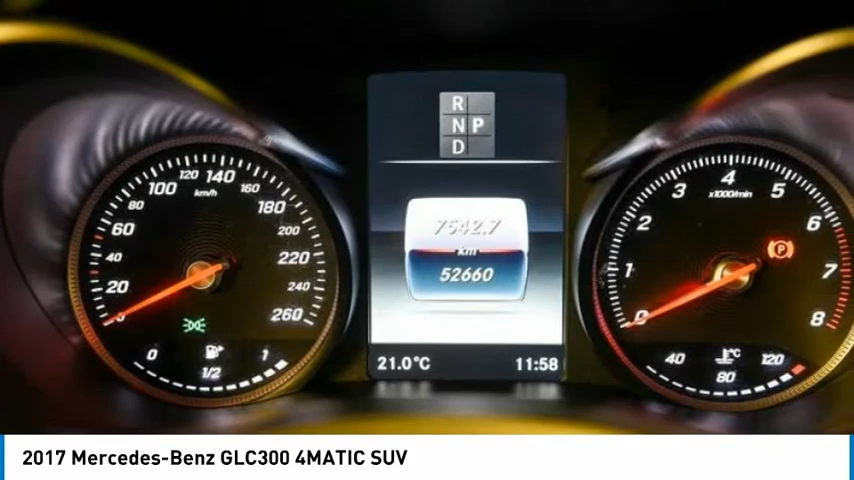 R
N P
D
7542.7
km
52660
21.0°C 11:58
0 20 40 60 80 100 120 140 160 180 200 220 240 260
km/h
0 1/2 1
0 1 2 3 4 5 6 7 8
x1000/min
P
°C
40 80 120
2017 Mercedes-Benz GLC300 4MATIC SUV